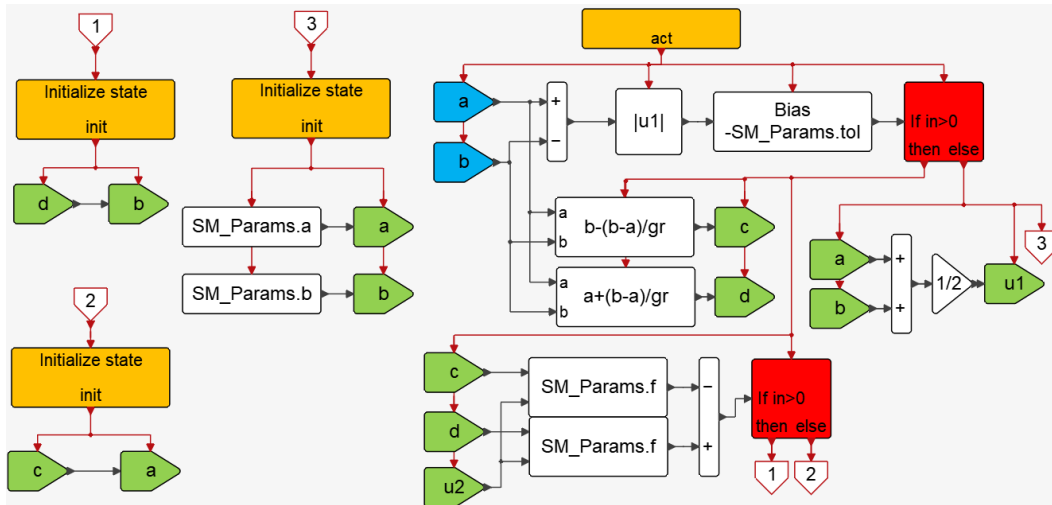 1
Initialize state
init
d
b
3
Initialize state
init
SM_Params.a
a
SM_Params.b
b
2
Initialize state
init
c
a
act
a
b
+
−
|u1|
Bias
-SM_Params.tol
If in>0
then else
a
b
b-(b-a)/gr
c
a
b
a+(b-a)/gr
d
a
b
+
+
1/2
u1
3
c
d
u2
SM_Params.f
SM_Params.f
−
+
If in>0
then else
1
2